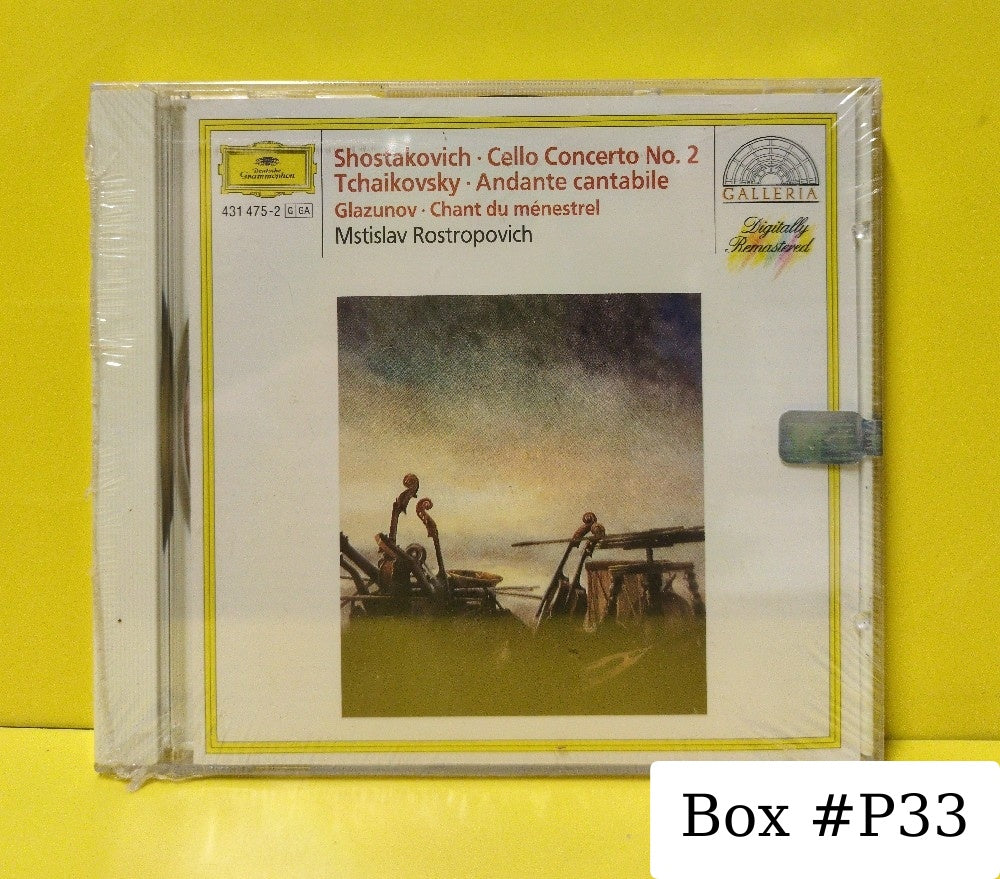 Deutsche
Grammophon
431 475-2 G GA
Shostakovich · Cello Concerto No. 2
Tchaikovsky · Andante cantabile
Glazunov · Chant du ménestrel
Mstislav Rostropovich
GALLERIA
Digitally
Remastered
Box #P33